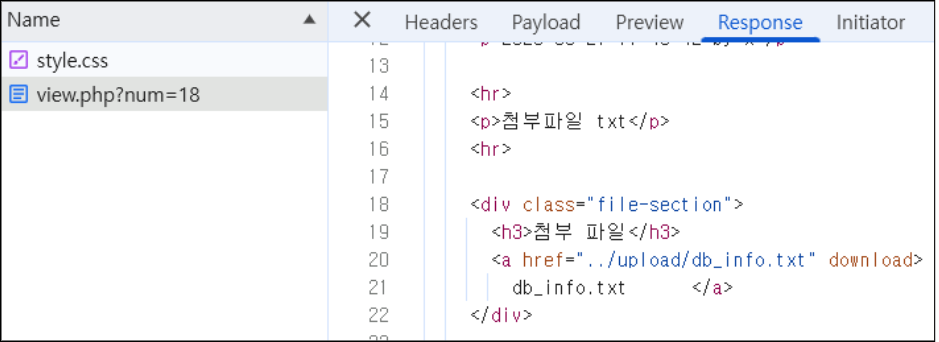 Name
style.css
view.php?num=18
Headers Payload Preview Response Initiator
13
14 <hr>
15 <p>첨부파일 txt</p>
16 <hr>
17
18 <div class="file-section">
19 <h3>첨부 파일</h3>
20 <a href="../upload/db_info.txt" download>
21 db_info.txt </a>
22 </div>